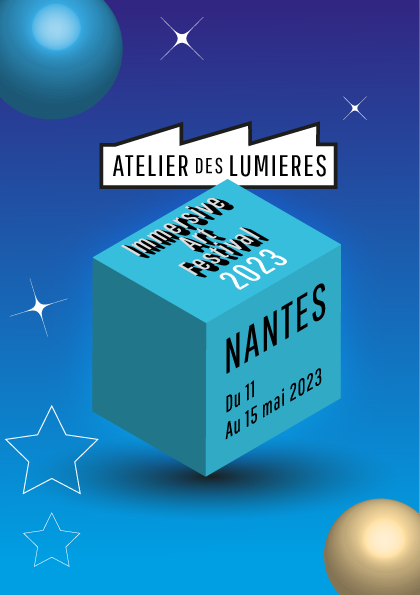 ATELIER DES LUMIERES
Immersive
Art
Festival
2023
NANTES
Du 11
Au 15 mai 2023